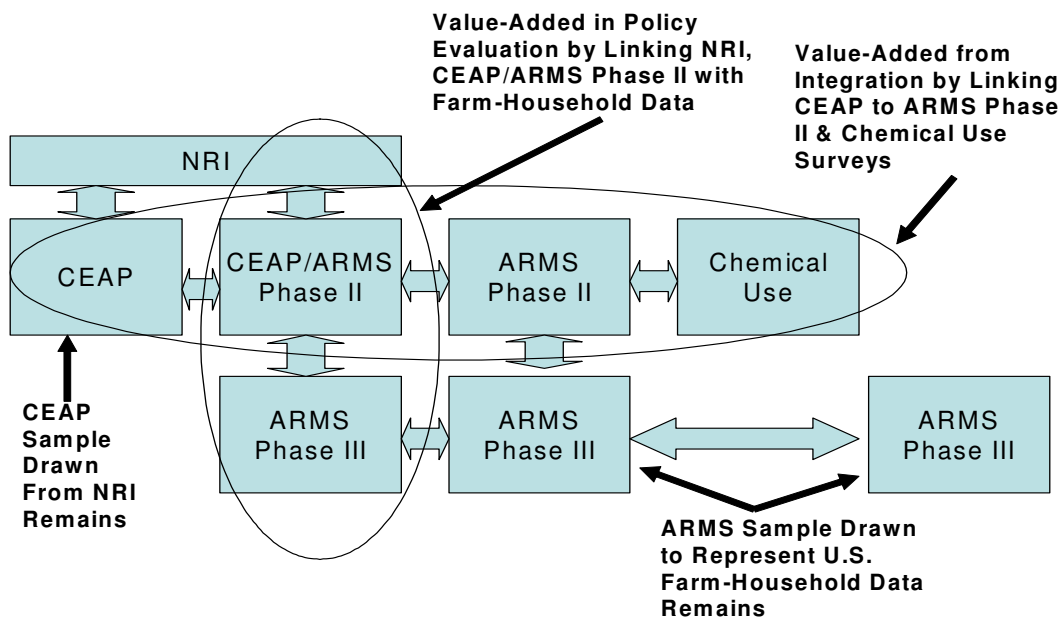 Value-Added in Policy
Evaluation by Linking NRI,
CEAP/ARMS Phase II with
Farm-Household Data
Value-Added from
Integration by Linking
CEAP to ARMS Phase
II & Chemical Use
Surveys
NRI
CEAP
CEAP/ARMS
Phase II
ARMS
Phase II
Chemical
Use
ARMS
Phase III
ARMS
Phase III
ARMS
Phase III
CEAP
Sample
Drawn
From NRI
Remains
ARMS Sample Drawn
to Represent U.S.
Farm-Household Data
Remains